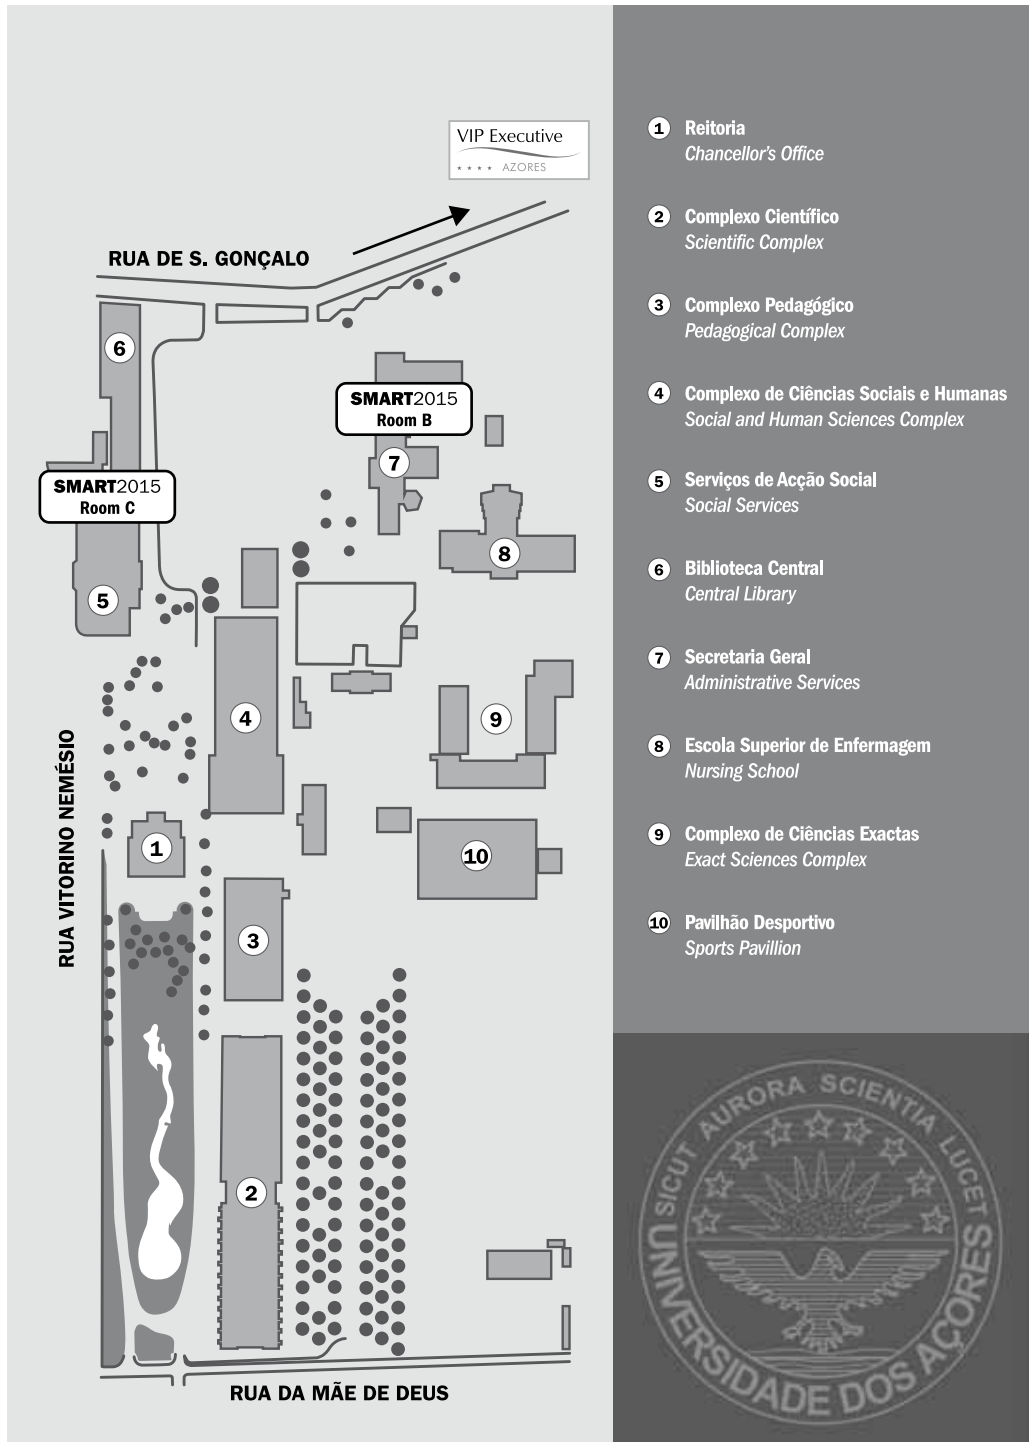 VIP Executive
★ ★ ★ ★ AZORES
RUA DE S. GONÇALO
6
SMART2015
Room B
7
SMART2015
Room C
8
5
4
9
RUA VITORINO NEMÉSIO
1
10
3
2
RUA DA MÃE DE DEUS
1 Reitoria
Chancellor's Office
2 Complexo Científico
Scientific Complex
3 Complexo Pedagógico
Pedagogical Complex
4 Complexo de Ciências Sociais e Humanas
Social and Human Sciences Complex
5 Serviços de Acção Social
Social Services
6 Biblioteca Central
Central Library
7 Secretaria Geral
Administrative Services
8 Escola Superior de Enfermagem
Nursing School
9 Complexo de Ciências Exactas
Exact Sciences Complex
10 Pavilhão Desportivo
Sports Pavillion
SICUT AURORA SCIENTIA LUCET
UNIVERSIDADE DOS AÇORES